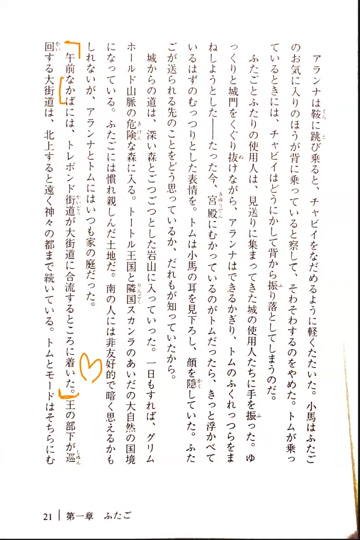 アランナは鞍に跳び乗ると、チャビイをなだめるように軽くたたいた。小馬はふたご
のお気に入りのほうが背に乗っていると察して、そわそわするのをやめた。トムが乗っ
ているときには、チャビイはどうにかして背から振り落としてしまうのだ。
ふたごとふたりの使用人は、見送りに集まってきた城の使用人たちに手を振った。ゆ
っくりと城門をくぐり抜けながら、アランナはできるかぎり、トムのふくれっつらをま
ねしようとした――たった今、宮殿にむかっているのがトムだったら、きっと浮かべて
いるはずのむっつりとした表情を。トムは小馬の耳を見下ろし、顔を隠していた。ふた
ごが送られる先のことをどう思っているか、だれもが知っていたから。
城からの道は、深い森とごつごつとした岩山に入っていった。一日もすれば、グリム
ホールド山脈の危険な森に入る。トートル王国と隣国スカンラのあいだの大自然の国境
になっている。ふたごには慣れ親しんだ土地だ。南の人には非友好的で暗く思えるかも
しれないが、アランナとトムにはいつも家の庭だった。
午前なかばには、トレボンド街道が大街道に合流するところに着いた。王の部下が巡
回する大街道は、北上すると遠く神々の都まで続いている。トムとモードはそちらにむ
21 第一章 ふたご